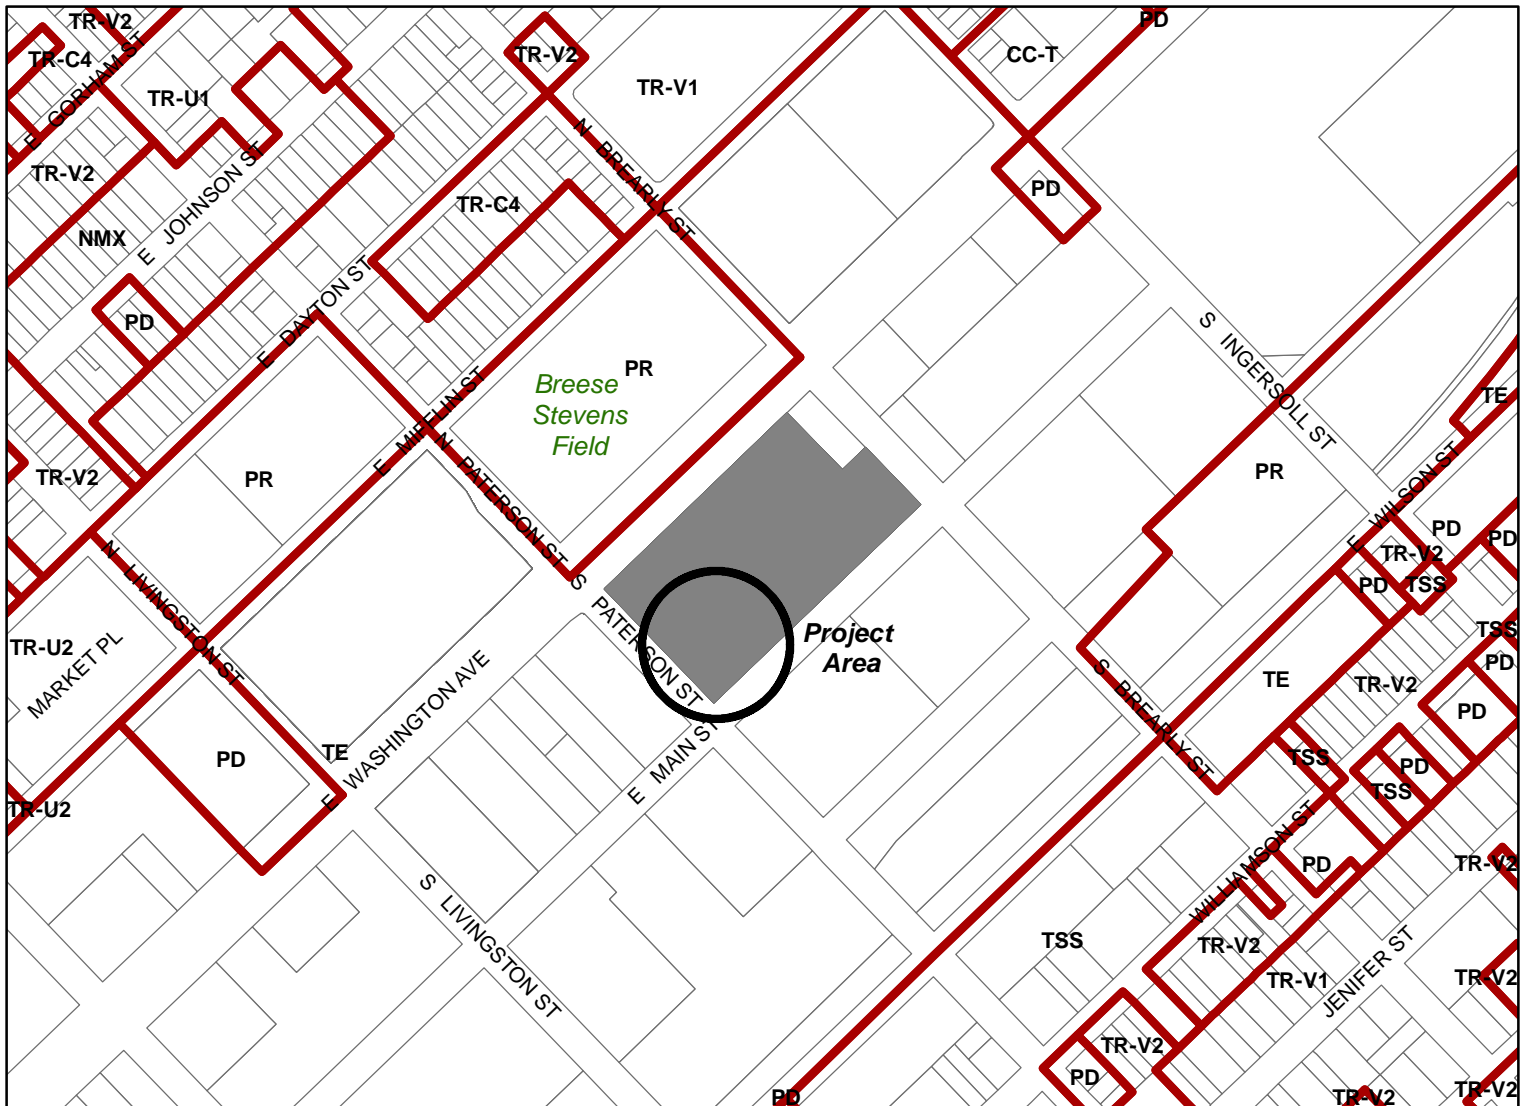 TR-V2
PD
TR-C4
E GORHAM ST
TR-V2
CC-T
TR-U1
TR-V1
E JOHNSON ST
N BREARLY ST
TR-V2
TR-C4
PD
NMX
E DAYTON ST
PD
S INGERSOLL ST
PR
Breese
Stevens
Field
TE
E MIFFLIN ST
N PATERSON ST
TR-V2
PR
PR
E WILSON ST
PD
PD
TR-V2
PD
TSS
N LIVINGSTON ST
S PATERSON ST
Project
Area
TR-U2
MARKET PL
TSS
PD
TE
TR-V2
S BREARLY ST
PD
PD
TE
E WASHINGTON AVE
E MAIN ST
TSS
PD
TSS
TR-U2
WILLIAMSON ST
PD
TR-V2
S LIVINGSTON ST
TSS
TR-V2
TR-V1
JENIFER ST
TR-V2
TR-V2
PD
PD
TR-V2
TR-V2